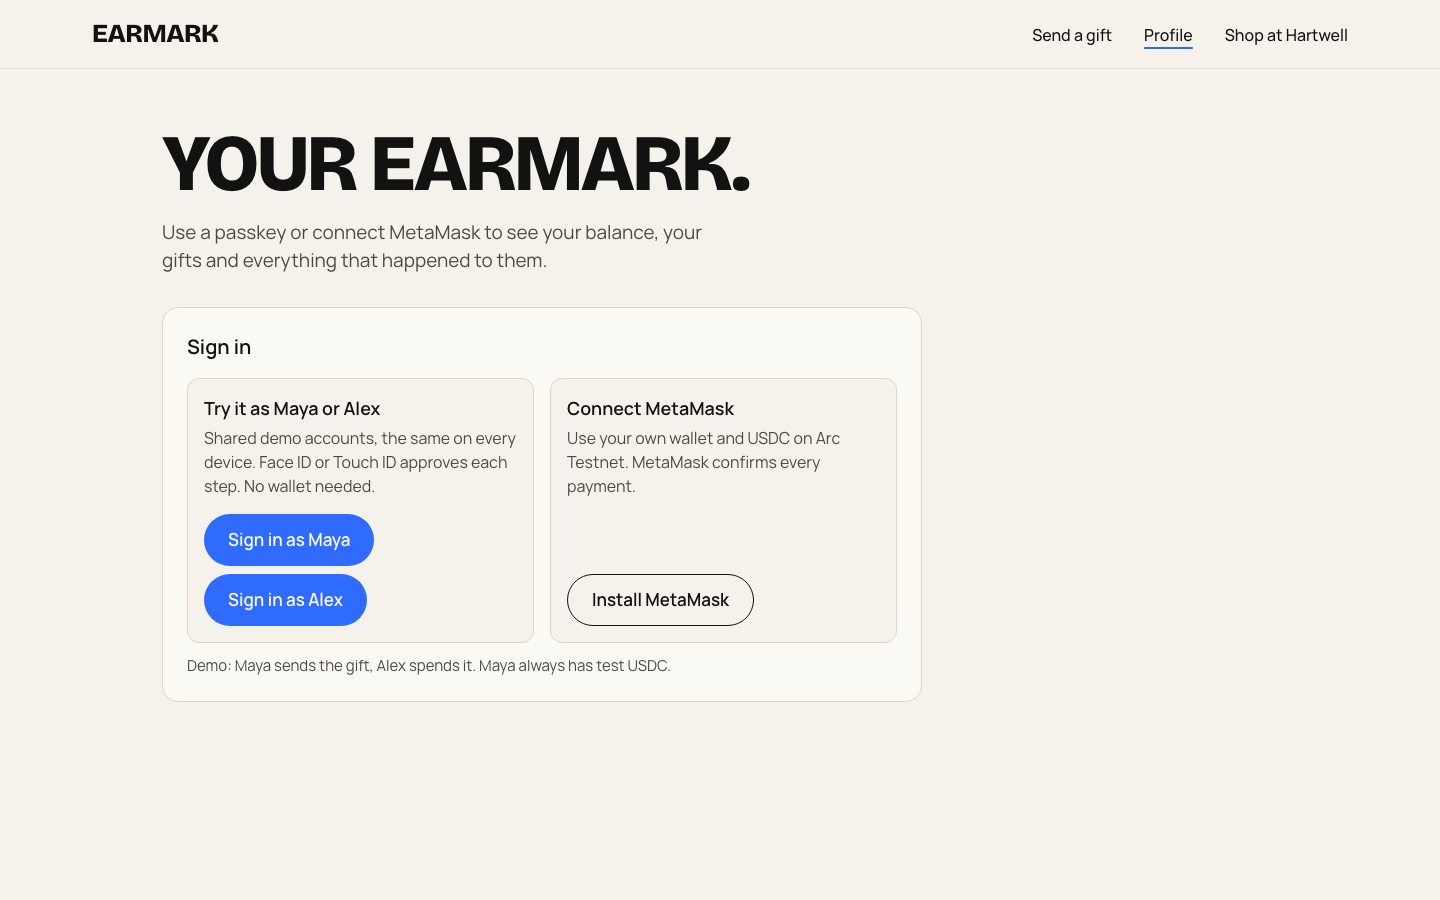 EARMARK
Send a gift
Profile
Shop at Hartwell
YOUR EARMARK.
Use a passkey or connect MetaMask to see your balance, your
gifts and everything that happened to them.
Sign in
Try it as Maya or Alex
Shared demo accounts, the same on every
device. Face ID or Touch ID approves each
step. No wallet needed.
Sign in as Maya
Sign in as Alex
Connect MetaMask
Use your own wallet and USDC on Arc
Testnet. MetaMask confirms every
payment.
Install MetaMask
Demo: Maya sends the gift, Alex spends it. Maya always has test USDC.